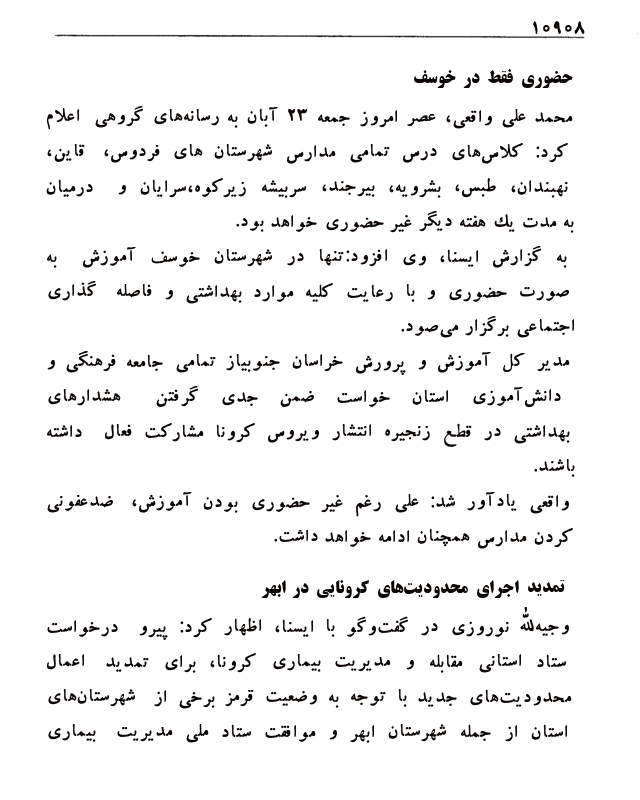 ۱۰۹۰۸
حضوری فقط در خوسف
محمد علی واقعی، عصر امروز جمعه ۲۳ آبان به رسانه‌های گروهی اعلام
کرد: کلاس‌های درس تمامی مدارس شهرستان های فردوس، قاین،
نهبندان، طبس، بشرویه، بیرجند، سربیشه زیرکوه،سرایان و درمیان
به مدت یك هفته دیگر غیر حضوری خواهد بود.
به گزارش ایسنا، وی افزود:تنها در شهرستان خوسف آموزش به
صورت حضوری و با رعایت کلیه موارد بهداشتی و فاصله گذاری
اجتماعی برگزار می‌صود.
مدیر کل آموزش و پرورش خراسان جنوبیاز تمامی جامعه فرهنگی و
دانش‌آموزی استان خواست ضمن جدی گرفتن هشدارهای
بهداشتی در قطع زنجیره انتشار ویروس کرونا مشارکت فعال داشته
باشند.
واقعی یادآور شد: علی رغم غیر حضوری بودن آموزش، ضدعفونی
کردن مدارس همچنان ادامه خواهد داشت.
تمدید اجرای محدودیت‌های کرونایی در ابهر
وجیه‌الله نوروزی در گفت‌وگو با ایسنا، اظهار کرد: پیرو درخواست
ستاد استانی مقابله و مدیریت بیماری کرونا، برای تمدید اعمال
محدودیت‌های جدید با توجه به وضعیت قرمز برخی از شهرستان‌های
استان از جمله شهرستان ابهر و موافقت ستاد ملی مدیریت بیماری